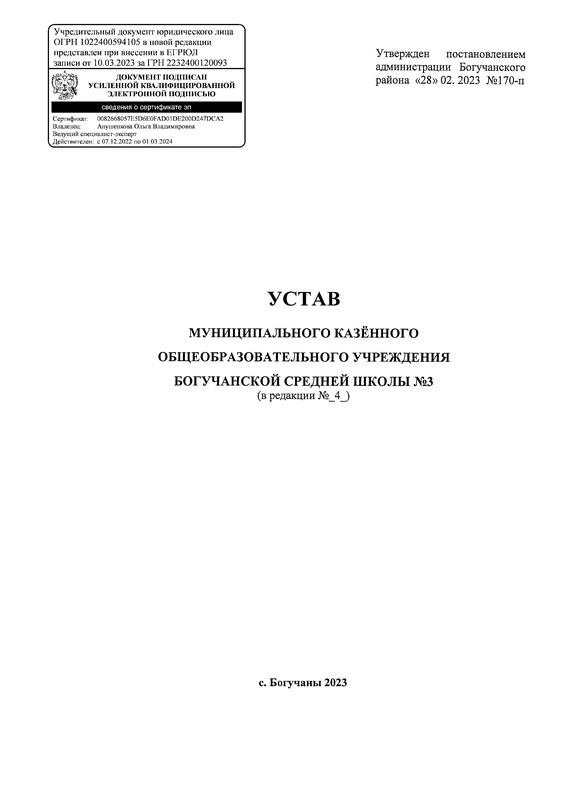 Учредительный документ юридического лица
ОГРН 1022400594105 в новой редакции
представлен при внесении в ЕГРЮЛ
записи от 10.03.2023 за ГРН 2232400120093
ДОКУМЕНТ ПОДПИСАН
УСИЛЕННОЙ КВАЛИФИЦИРОВАННОЙ
ЭЛЕКТРОННОЙ ПОДПИСЬЮ
сведения о сертификате эп
Сертификат: 0082668057E5D6E0FAD01DE200D247DCA2
Владелец: Анушенкова Ольга Владимировна
Ведущий специалист-эксперт
Действителен: с 07.12.2022 по 01.03.2024
Утвержден постановлением
администрации Богучанского
района «28» 02. 2023 №170-п
УСТАВ
МУНИЦИПАЛЬНОГО КАЗЁННОГО
ОБЩЕОБРАЗОВАТЕЛЬНОГО УЧРЕЖДЕНИЯ
БОГУЧАНСКОЙ СРЕДНЕЙ ШКОЛЫ №3
(в редакции №_4_)
с. Богучаны 2023